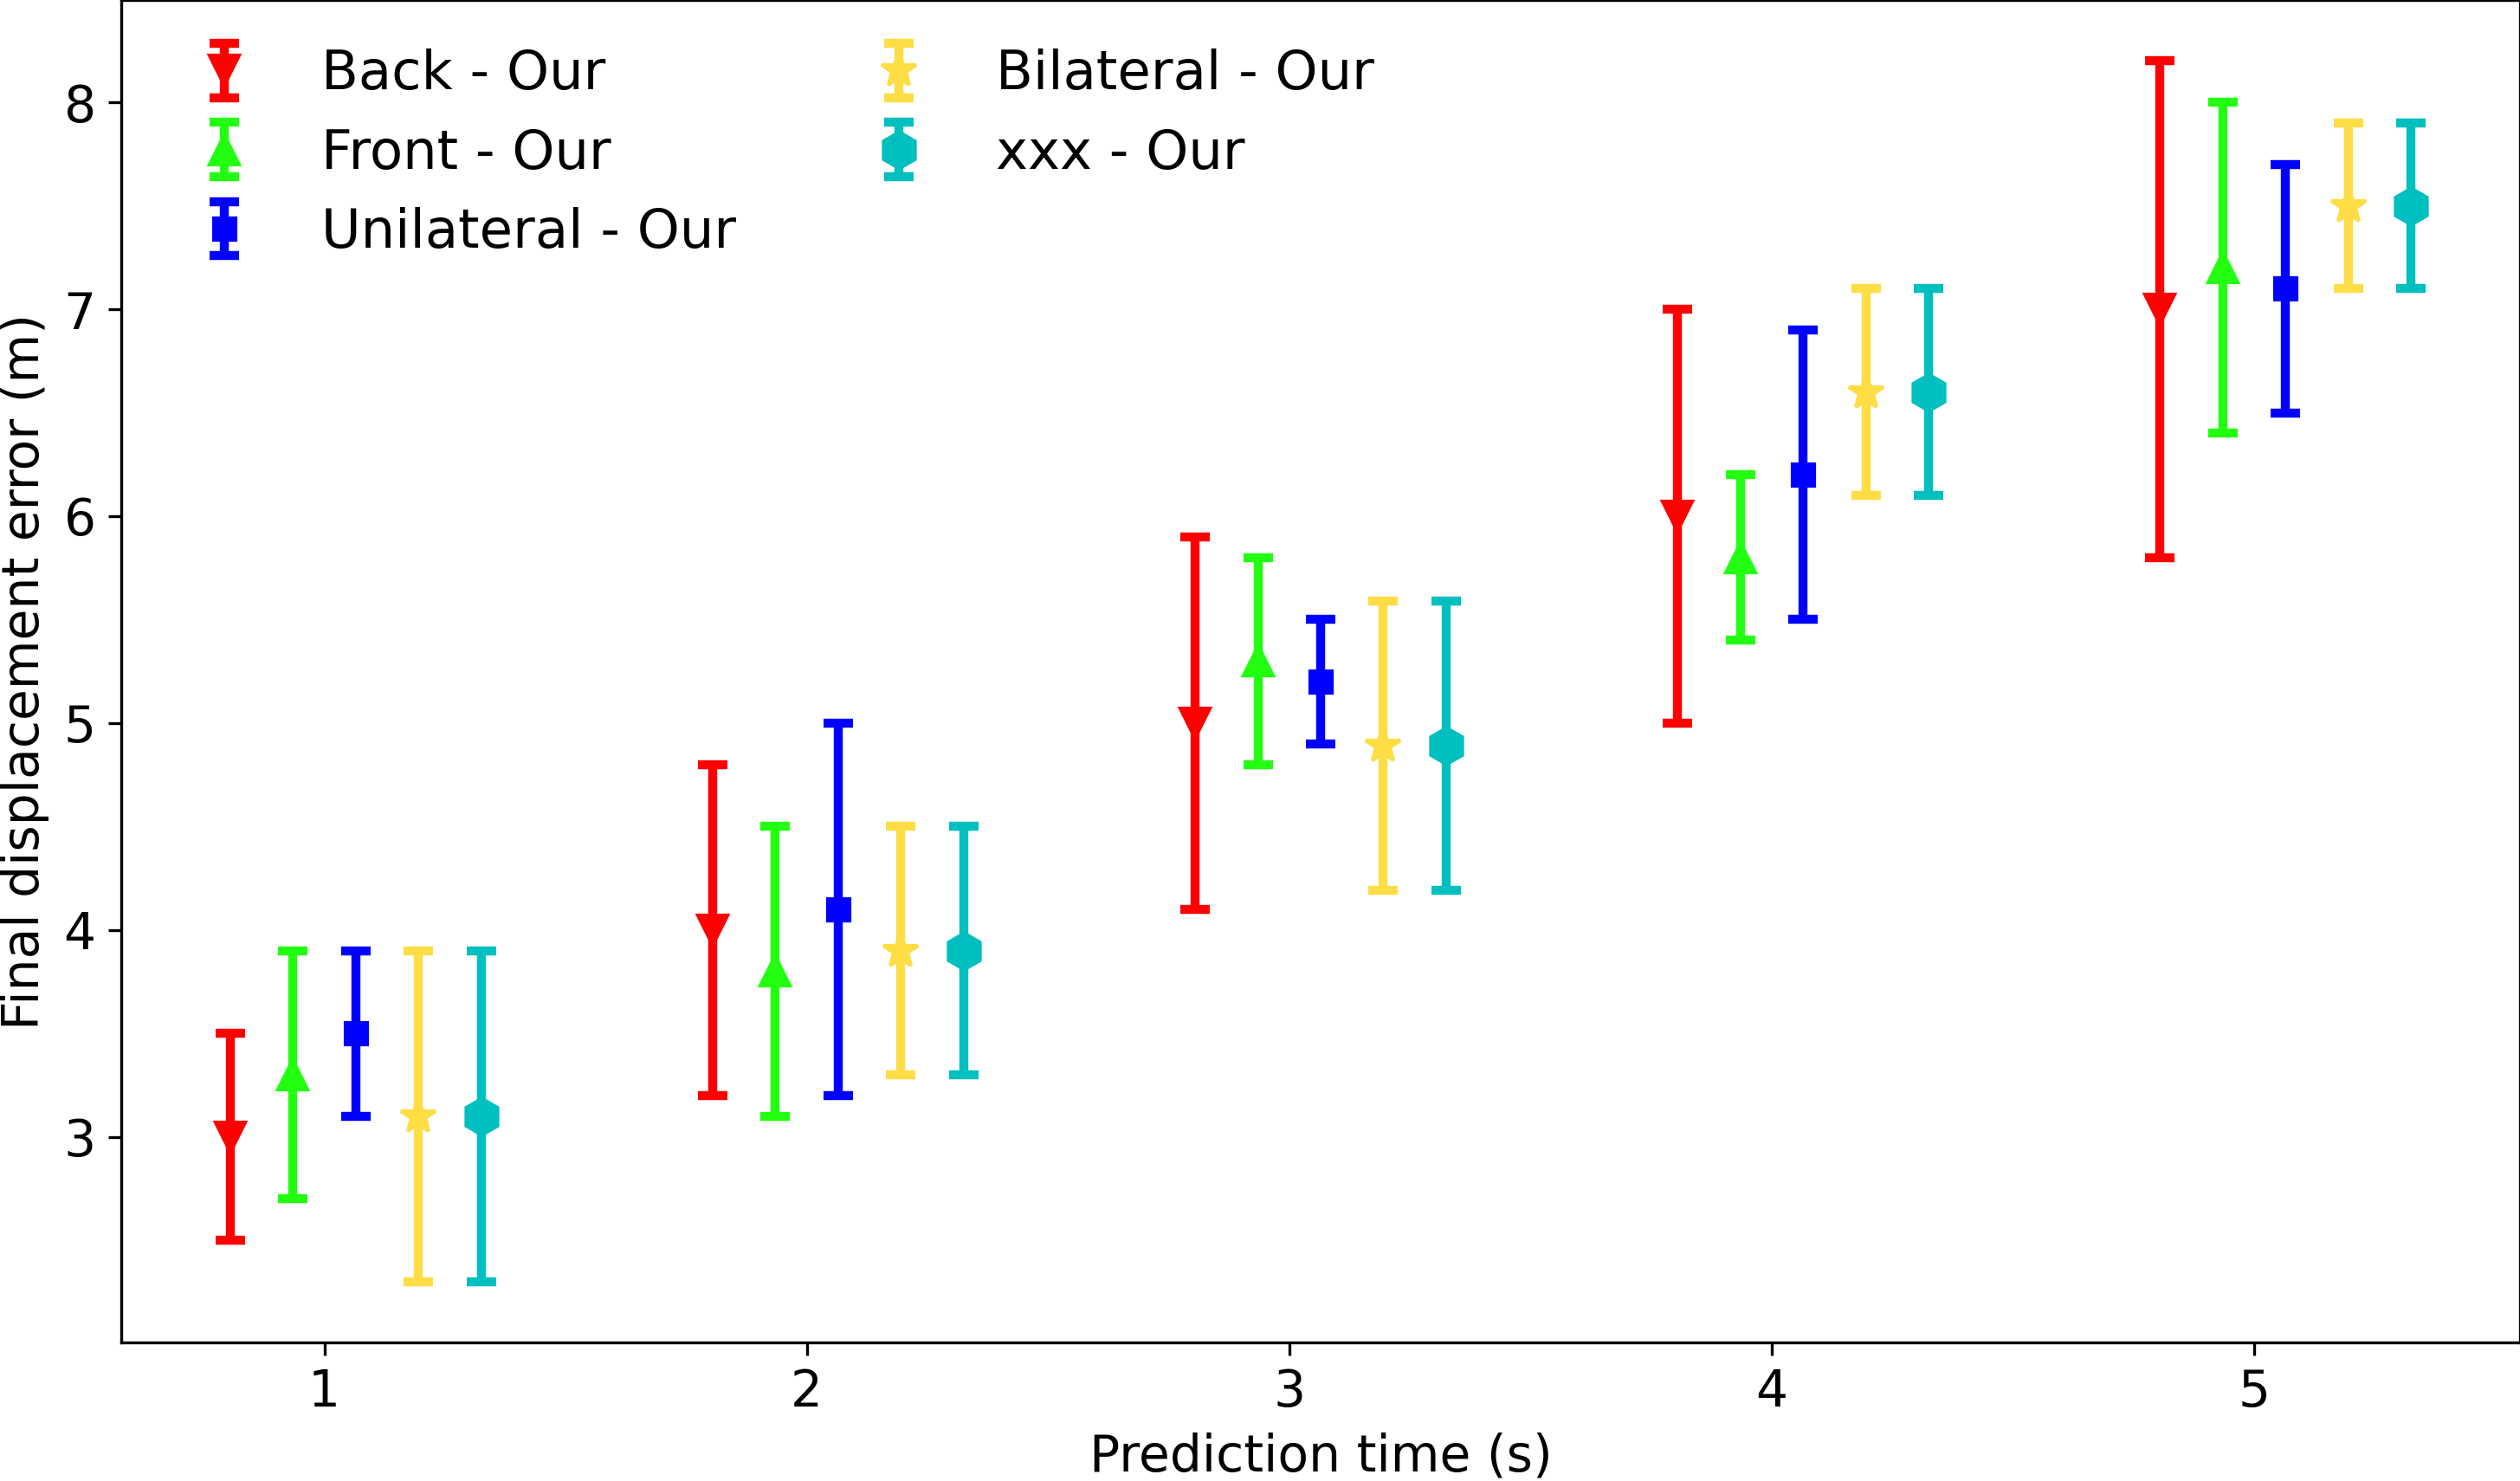 Back - Our
Front - Our
Unilateral - Our
Bilateral - Our
xxx - Our
Final displacement error (m)
8
7
6
5
4
3
1 2 3 4 5
Prediction time (s)